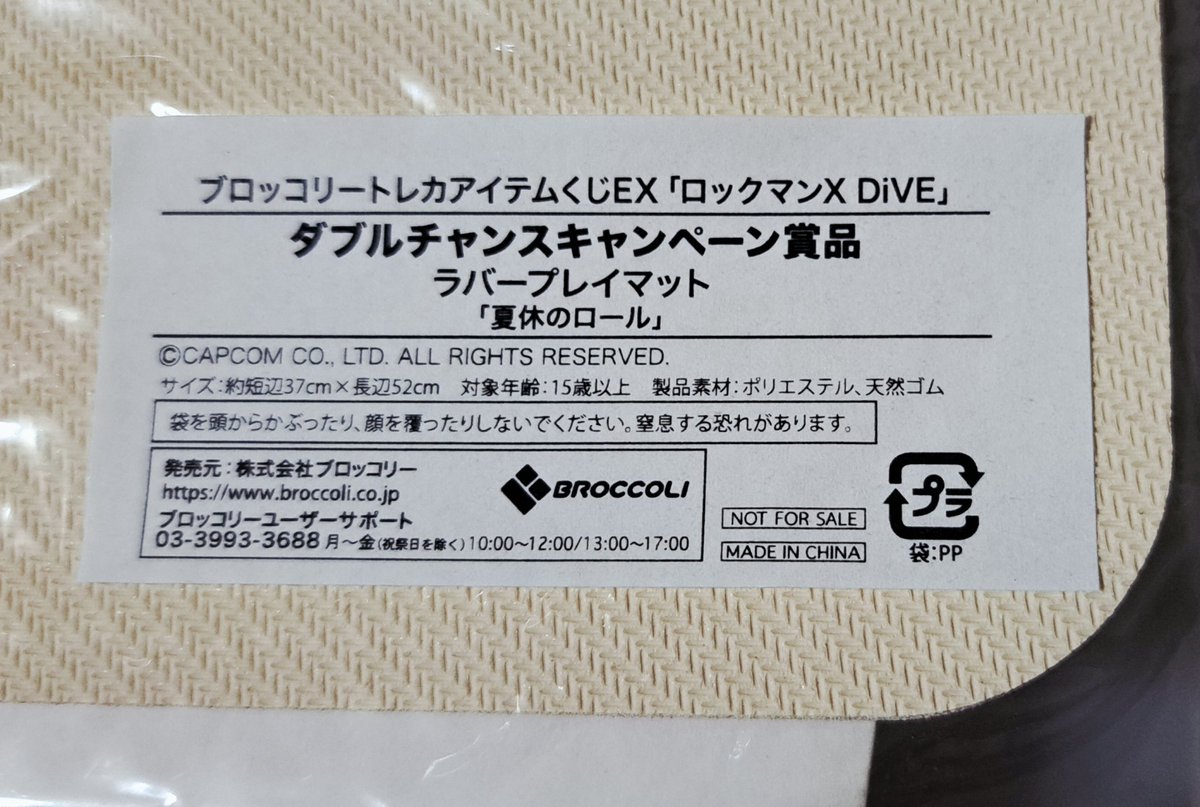 ブロッコリートレカアイテムくじEX「ロックマンX DiVE」
ダブルチャンスキャンペーン賞品
ラバープレイマット
「夏休のロール」
©CAPCOM CO., LTD. ALL RIGHTS RESERVED.
サイズ:約短辺37cm×長辺52cm 対象年齢:15歳以上 製品素材:ポリエステル、天然ゴム
袋を頭からかぶったり、顔を覆ったりしないでください。窒息する恐れがあります。
発売元:株式会社ブロッコリー
https://www.broccoli.co.jp
BROCCOLI
ブロッコリーユーザーサポート
03-3993-3688 月～金(祝祭日を除く)10:00～12:00/13:00～17:00
NOT FOR SALE
MADE IN CHINA
プラ
袋:PP